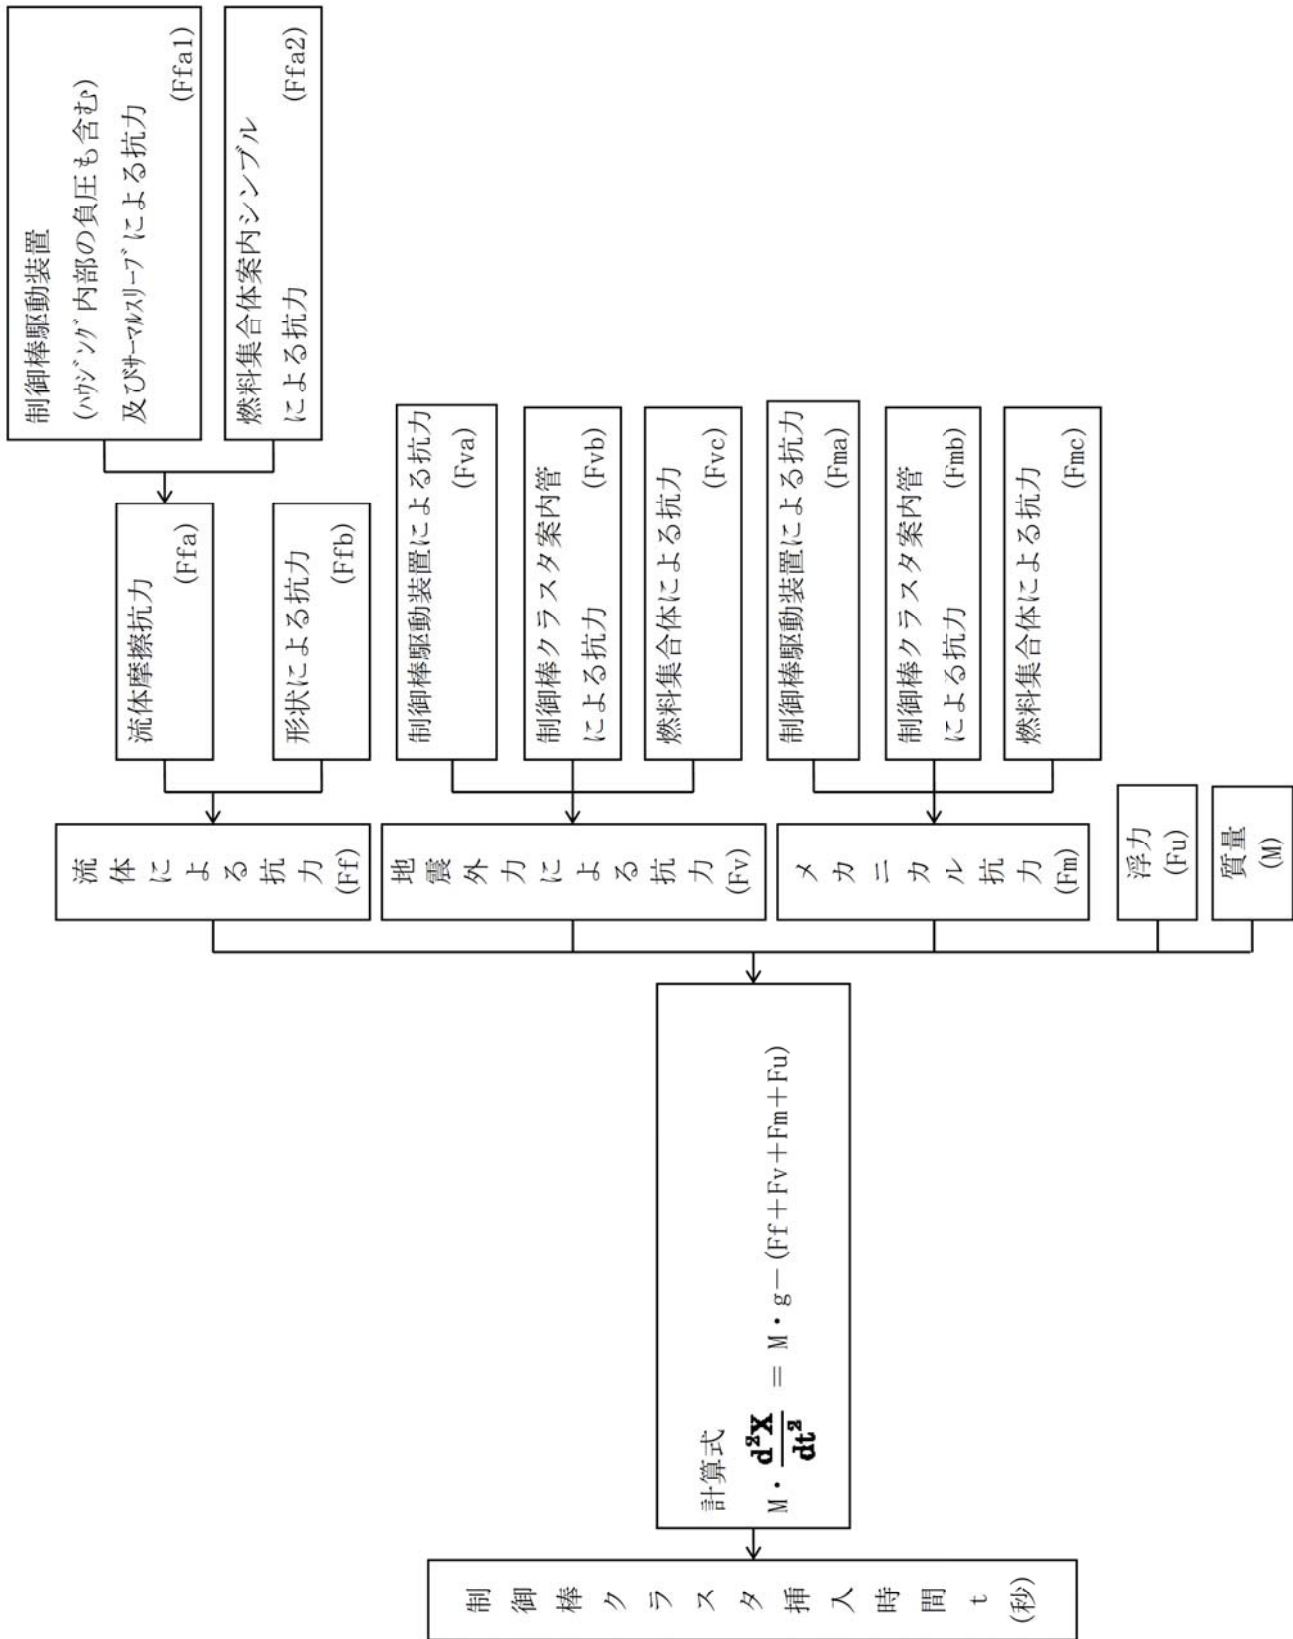 制御棒クラスタ挿入時間t
(秒)
計算式
M・d²X/dt² = M・g－(Ff＋Fv＋Fm＋Fu)
流体による抗力
(Ff)
地震外力による抗力
(Fv)
メカニカル抗力
(Fm)
浮力
(Fu)
質量
(M)
流体摩擦抗力
(Ffa)
形状による抗力
(Ffb)
制御棒駆動装置による抗力
(Fva)
制御棒クラスタ案内管
による抗力 (Fvb)
燃料集合体による抗力
(Fvc)
制御棒駆動装置による抗力
(Fma)
制御棒クラスタ案内管
による抗力 (Fmb)
燃料集合体による抗力
(Fmc)
制御棒駆動装置
(ﾊｳｼﾞﾝｸﾞ内部の負圧も含む)
及びｻｰﾏﾙｽﾘｰﾌﾞによる抗力
(Ffa1)
燃料集合体案内シンブル
による抗力 (Ffa2)